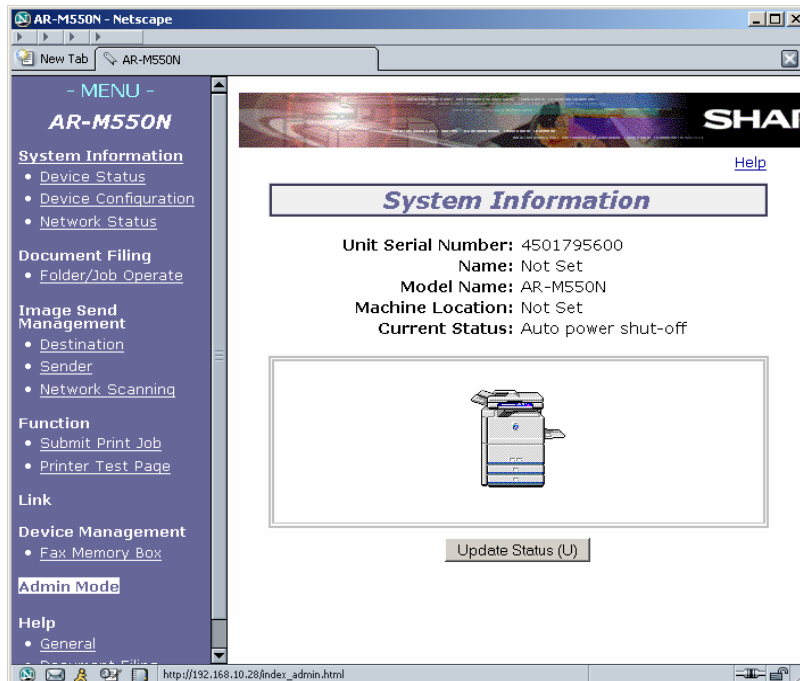 AR-M550N - Netscape
New Tab
AR-M550N
- MENU -
AR-M550N
System Information
• Device Status
• Device Configuration
• Network Status
Document Filing
• Folder/Job Operate
Image Send
Management
• Destination
• Sender
• Network Scanning
Function
• Submit Print Job
• Printer Test Page
Link
Device Management
• Fax Memory Box
Admin Mode
Help
• General
• Document Filing
SHAR
Help
System Information
Unit Serial Number: 4501795600
Name: Not Set
Model Name: AR-M550N
Machine Location: Not Set
Current Status: Auto power shut-off
Update Status (U)
http://192.168.10.28/index_admin.html